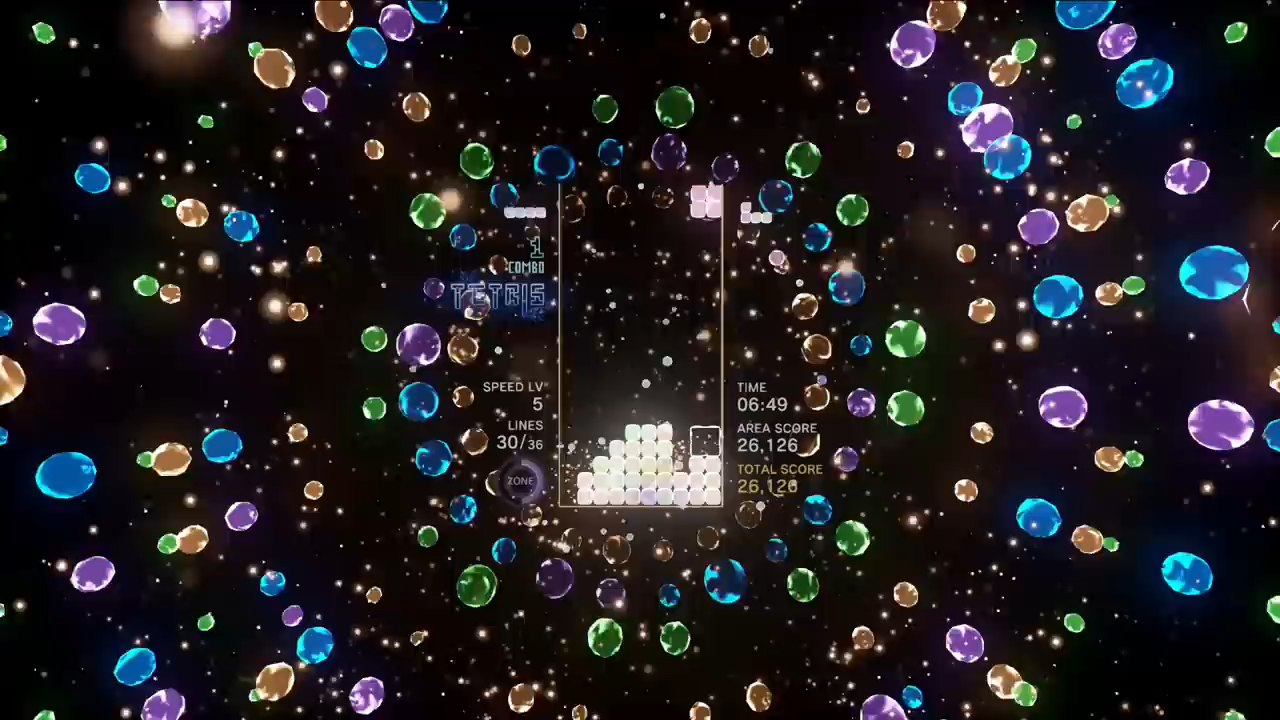 1
COMBO
TETRIS
SPEED LV
5
LINES
30/36
ZONE
TIME
06:49
AREA SCORE
26,126
TOTAL SCORE
26,126